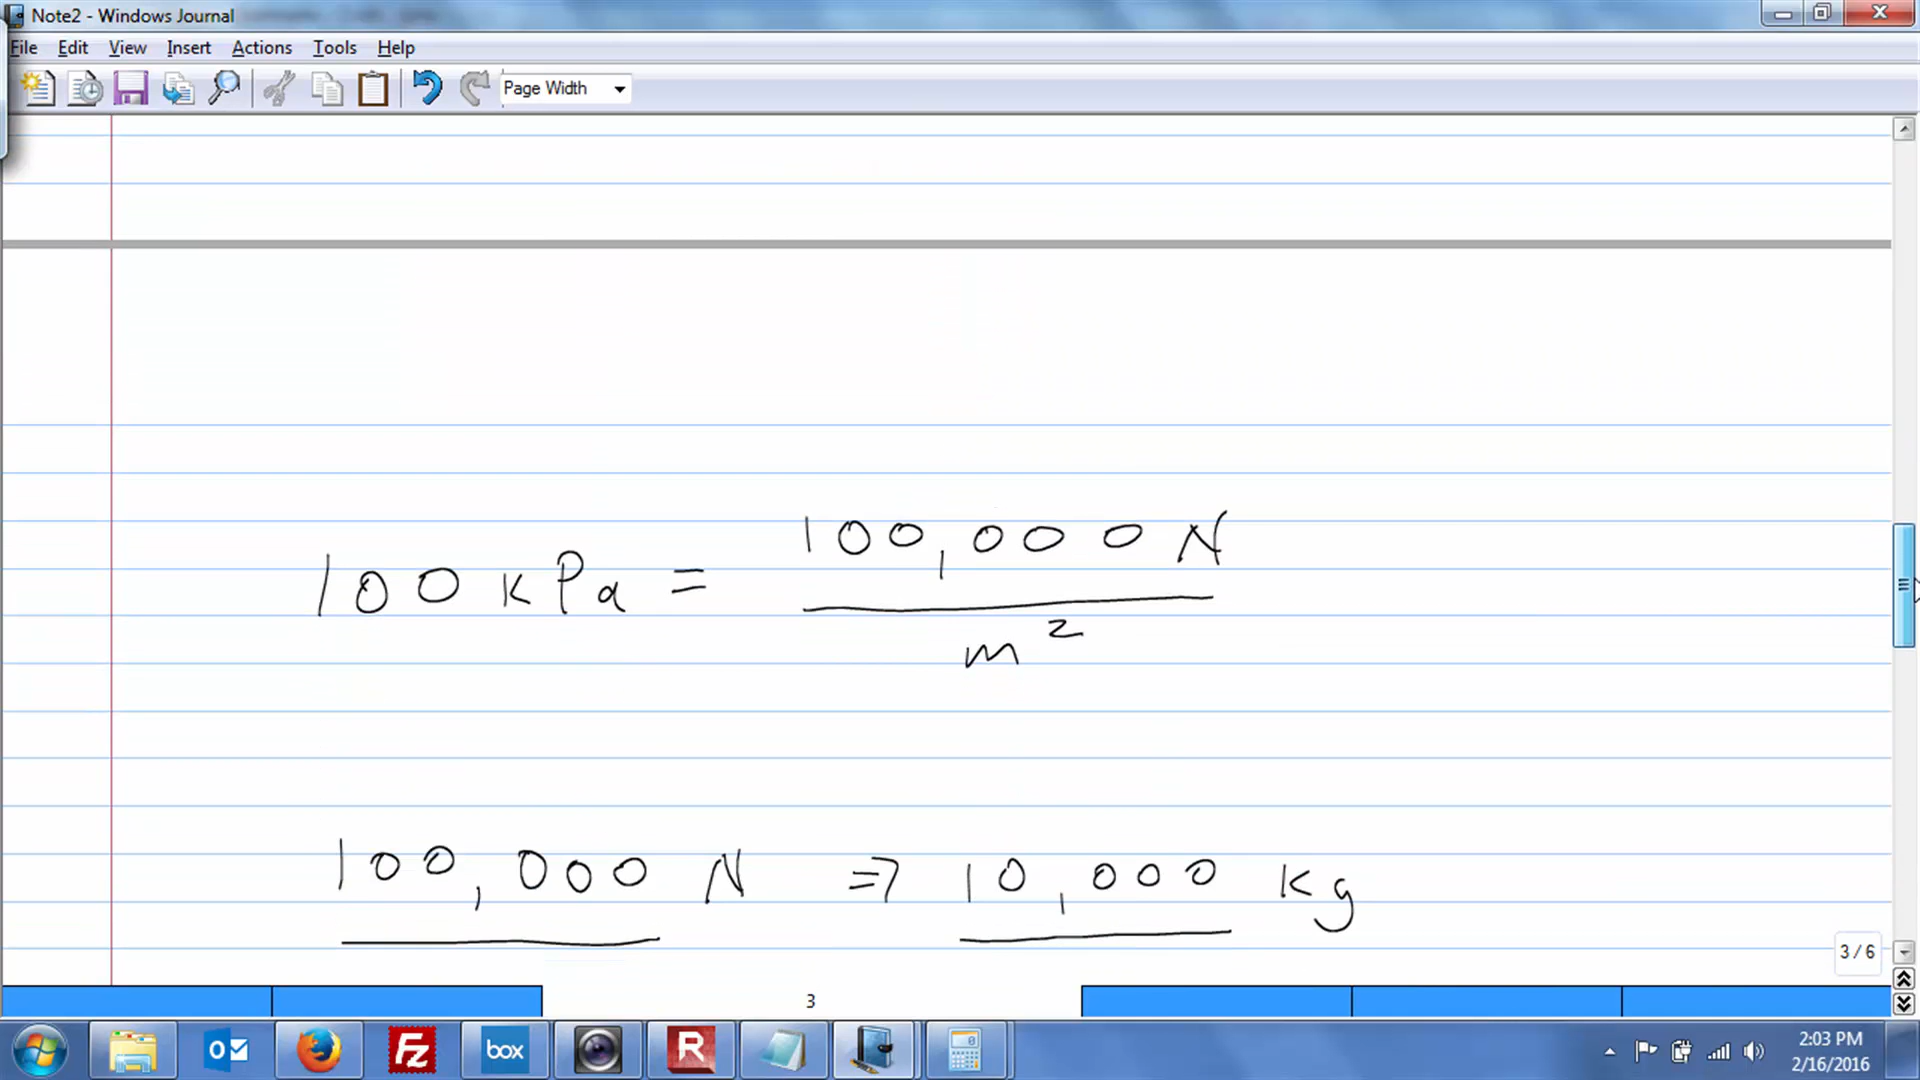 Note2 - Windows Journal
File Edit View Insert Actions Tools Help
Page Width
100 kPa = 100,000 N
m²
100,000 N => 10,000 kg
3 / 6
3
box
2:03 PM
2/16/2016